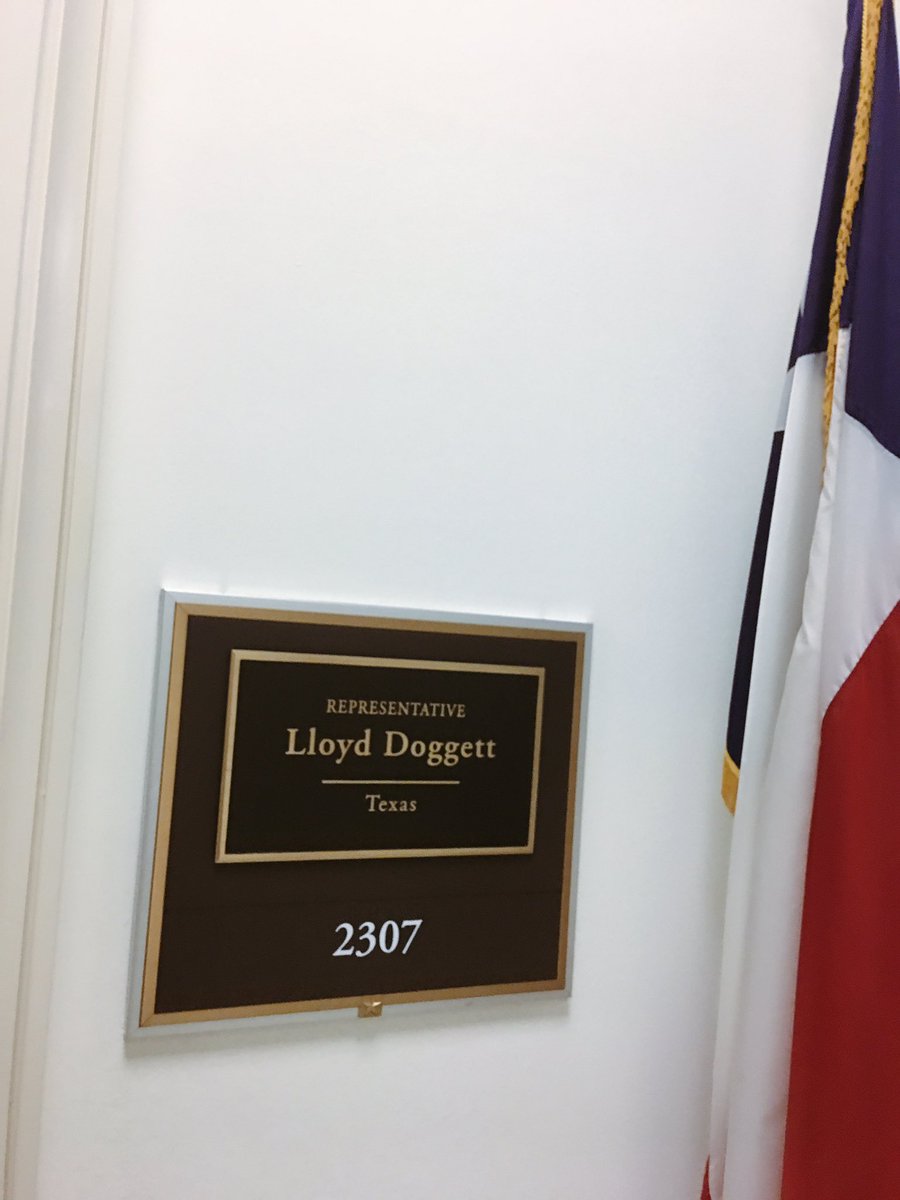 REPRESENTATIVE
Lloyd Doggett
Texas
2307